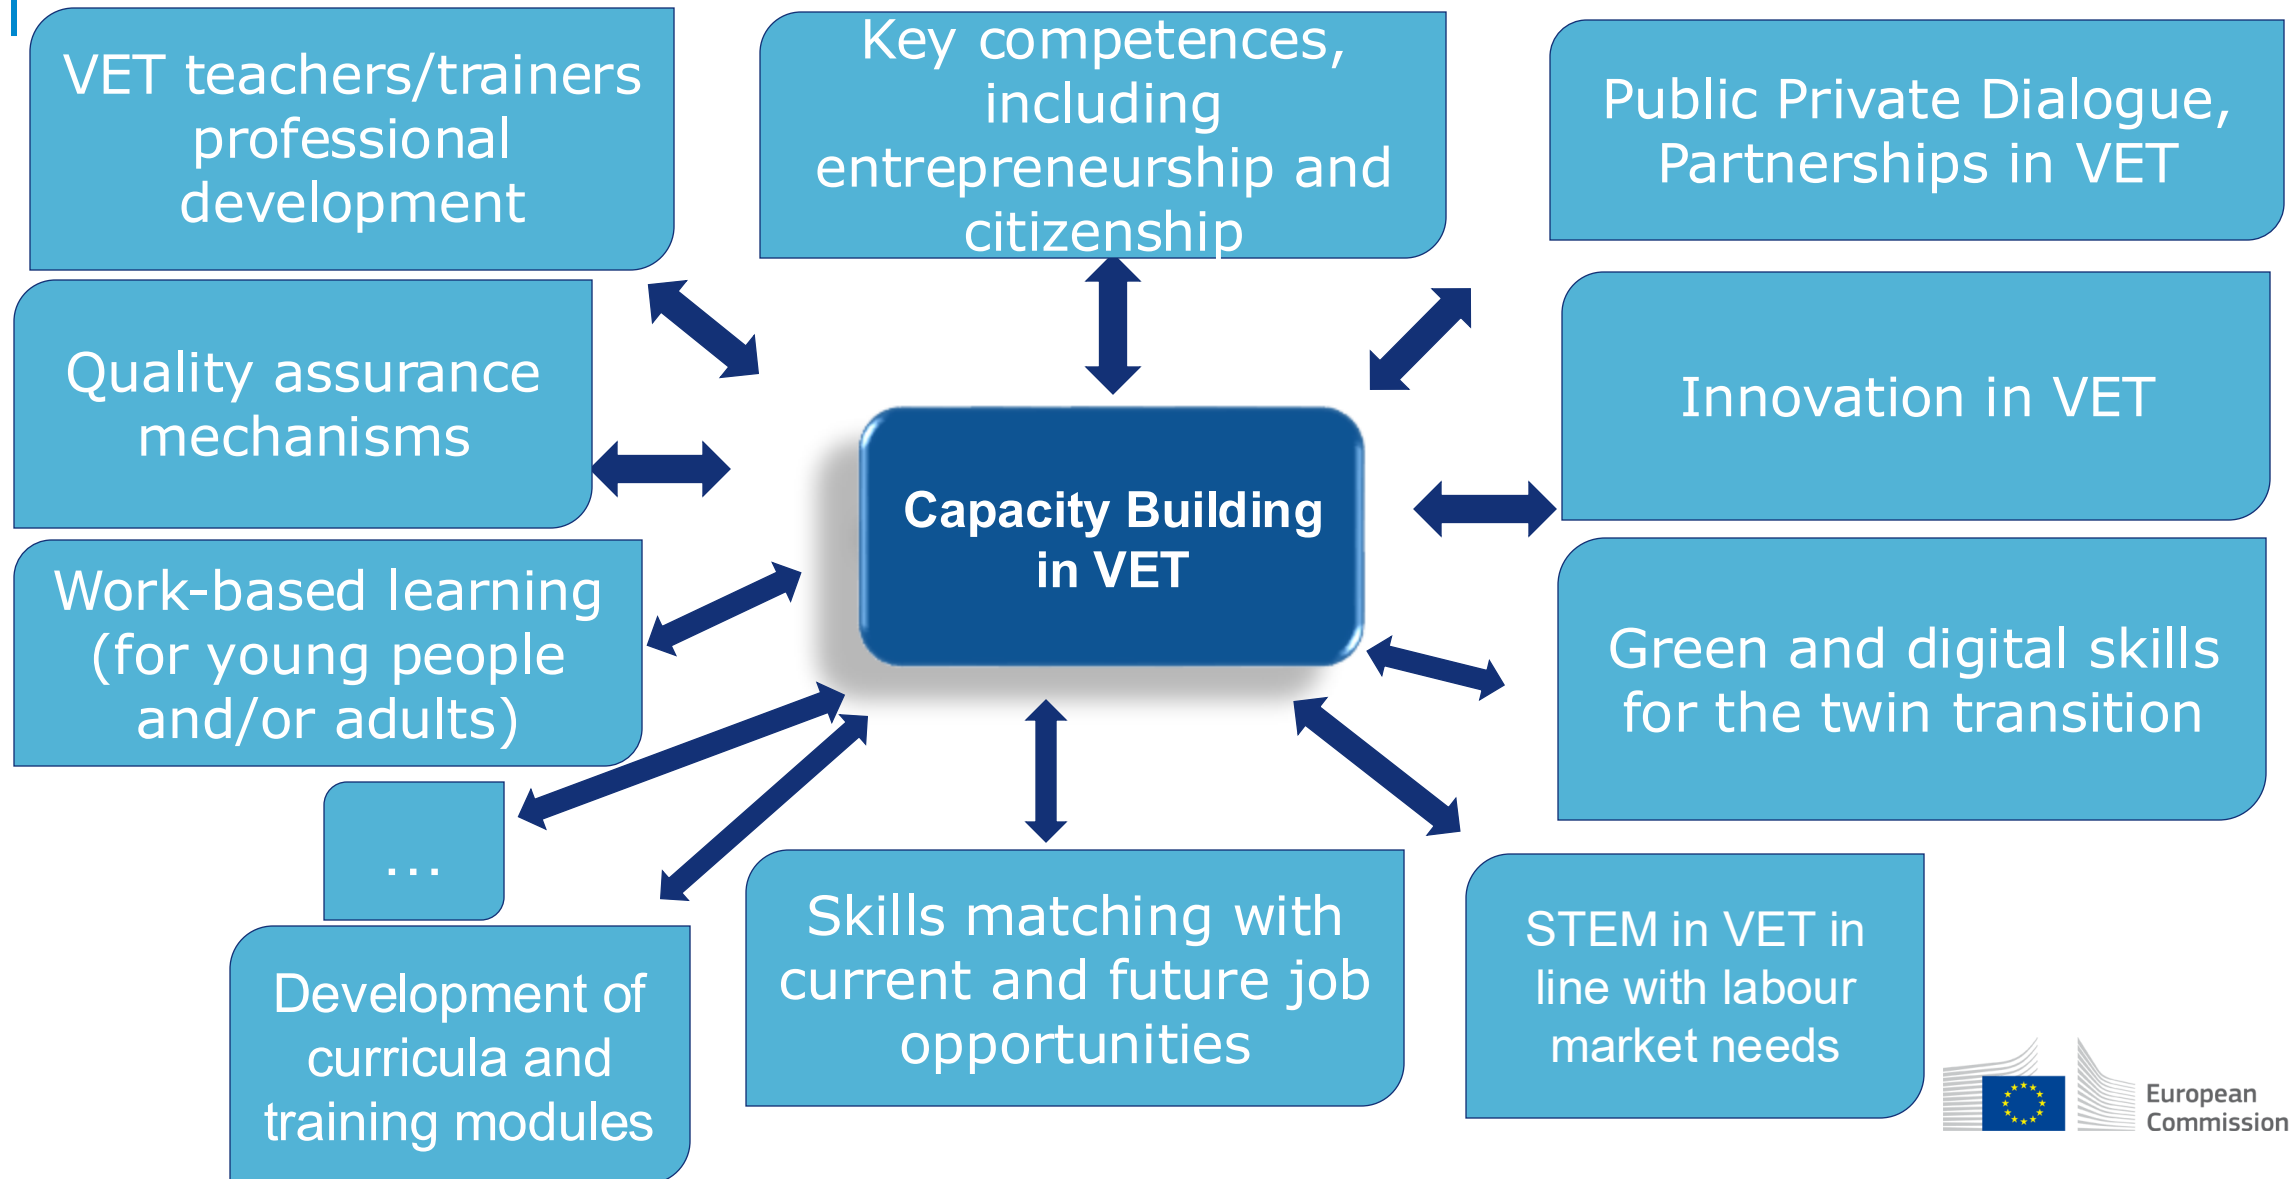 VET teachers/trainers
professional
development
Key competences,
including
entrepreneurship and
citizenship
Public Private Dialogue,
Partnerships in VET
Quality assurance
mechanisms
Innovation in VET
Capacity Building
in VET
Work-based learning
(for young people
and/or adults)
Green and digital skills
for the twin transition
...
Development of
curricula and
training modules
Skills matching with
current and future job
opportunities
STEM in VET in
line with labour
market needs
European
Commission